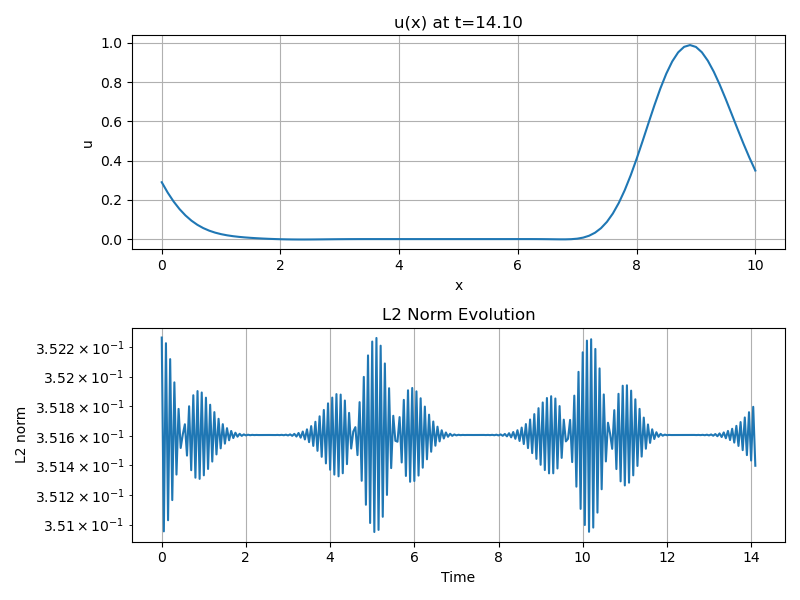 u(x) at t=14.10
1.0
0.8
0.6
0.4
0.2
0.0
u
0 2 4 6 8 10
x
L2 Norm Evolution
3.522 × 10⁻¹
3.52 × 10⁻¹
3.518 × 10⁻¹
3.516 × 10⁻¹
3.514 × 10⁻¹
3.512 × 10⁻¹
3.51 × 10⁻¹
L2 norm
0 2 4 6 8 10 12 14
Time